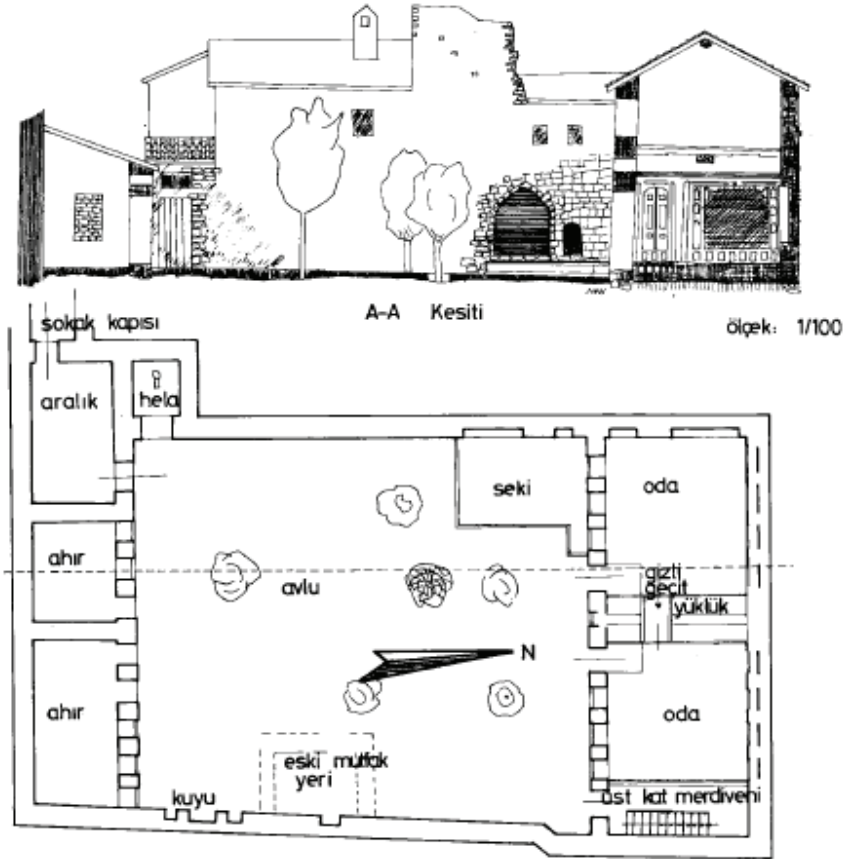 A-A Kesiti
ölçek: 1/100
sokak kapısı
aralık
hela
seki
oda
ahır
avlu
gizli
geçit
yüklük
N
ahır
oda
eski mutfak
yeri
kuyu
üst kat merdiveni